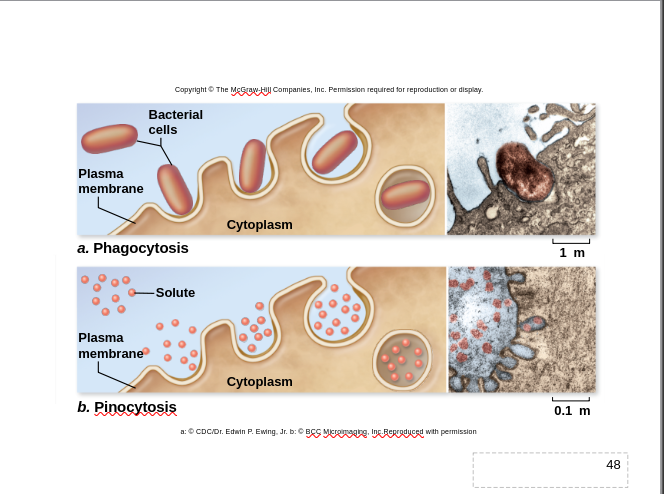 Copyright © The McGraw-Hill Companies, Inc. Permission required for reproduction or display.
Bacterial
cells
Plasma
membrane
Cytoplasm
a. Phagocytosis
1 m
Solute
Plasma
membrane
Cytoplasm
b. Pinocytosis
0.1 m
a: © CDC/Dr. Edwin P. Ewing, Jr. b: © BCC Microimaging, Inc.Reproduced with permission
48